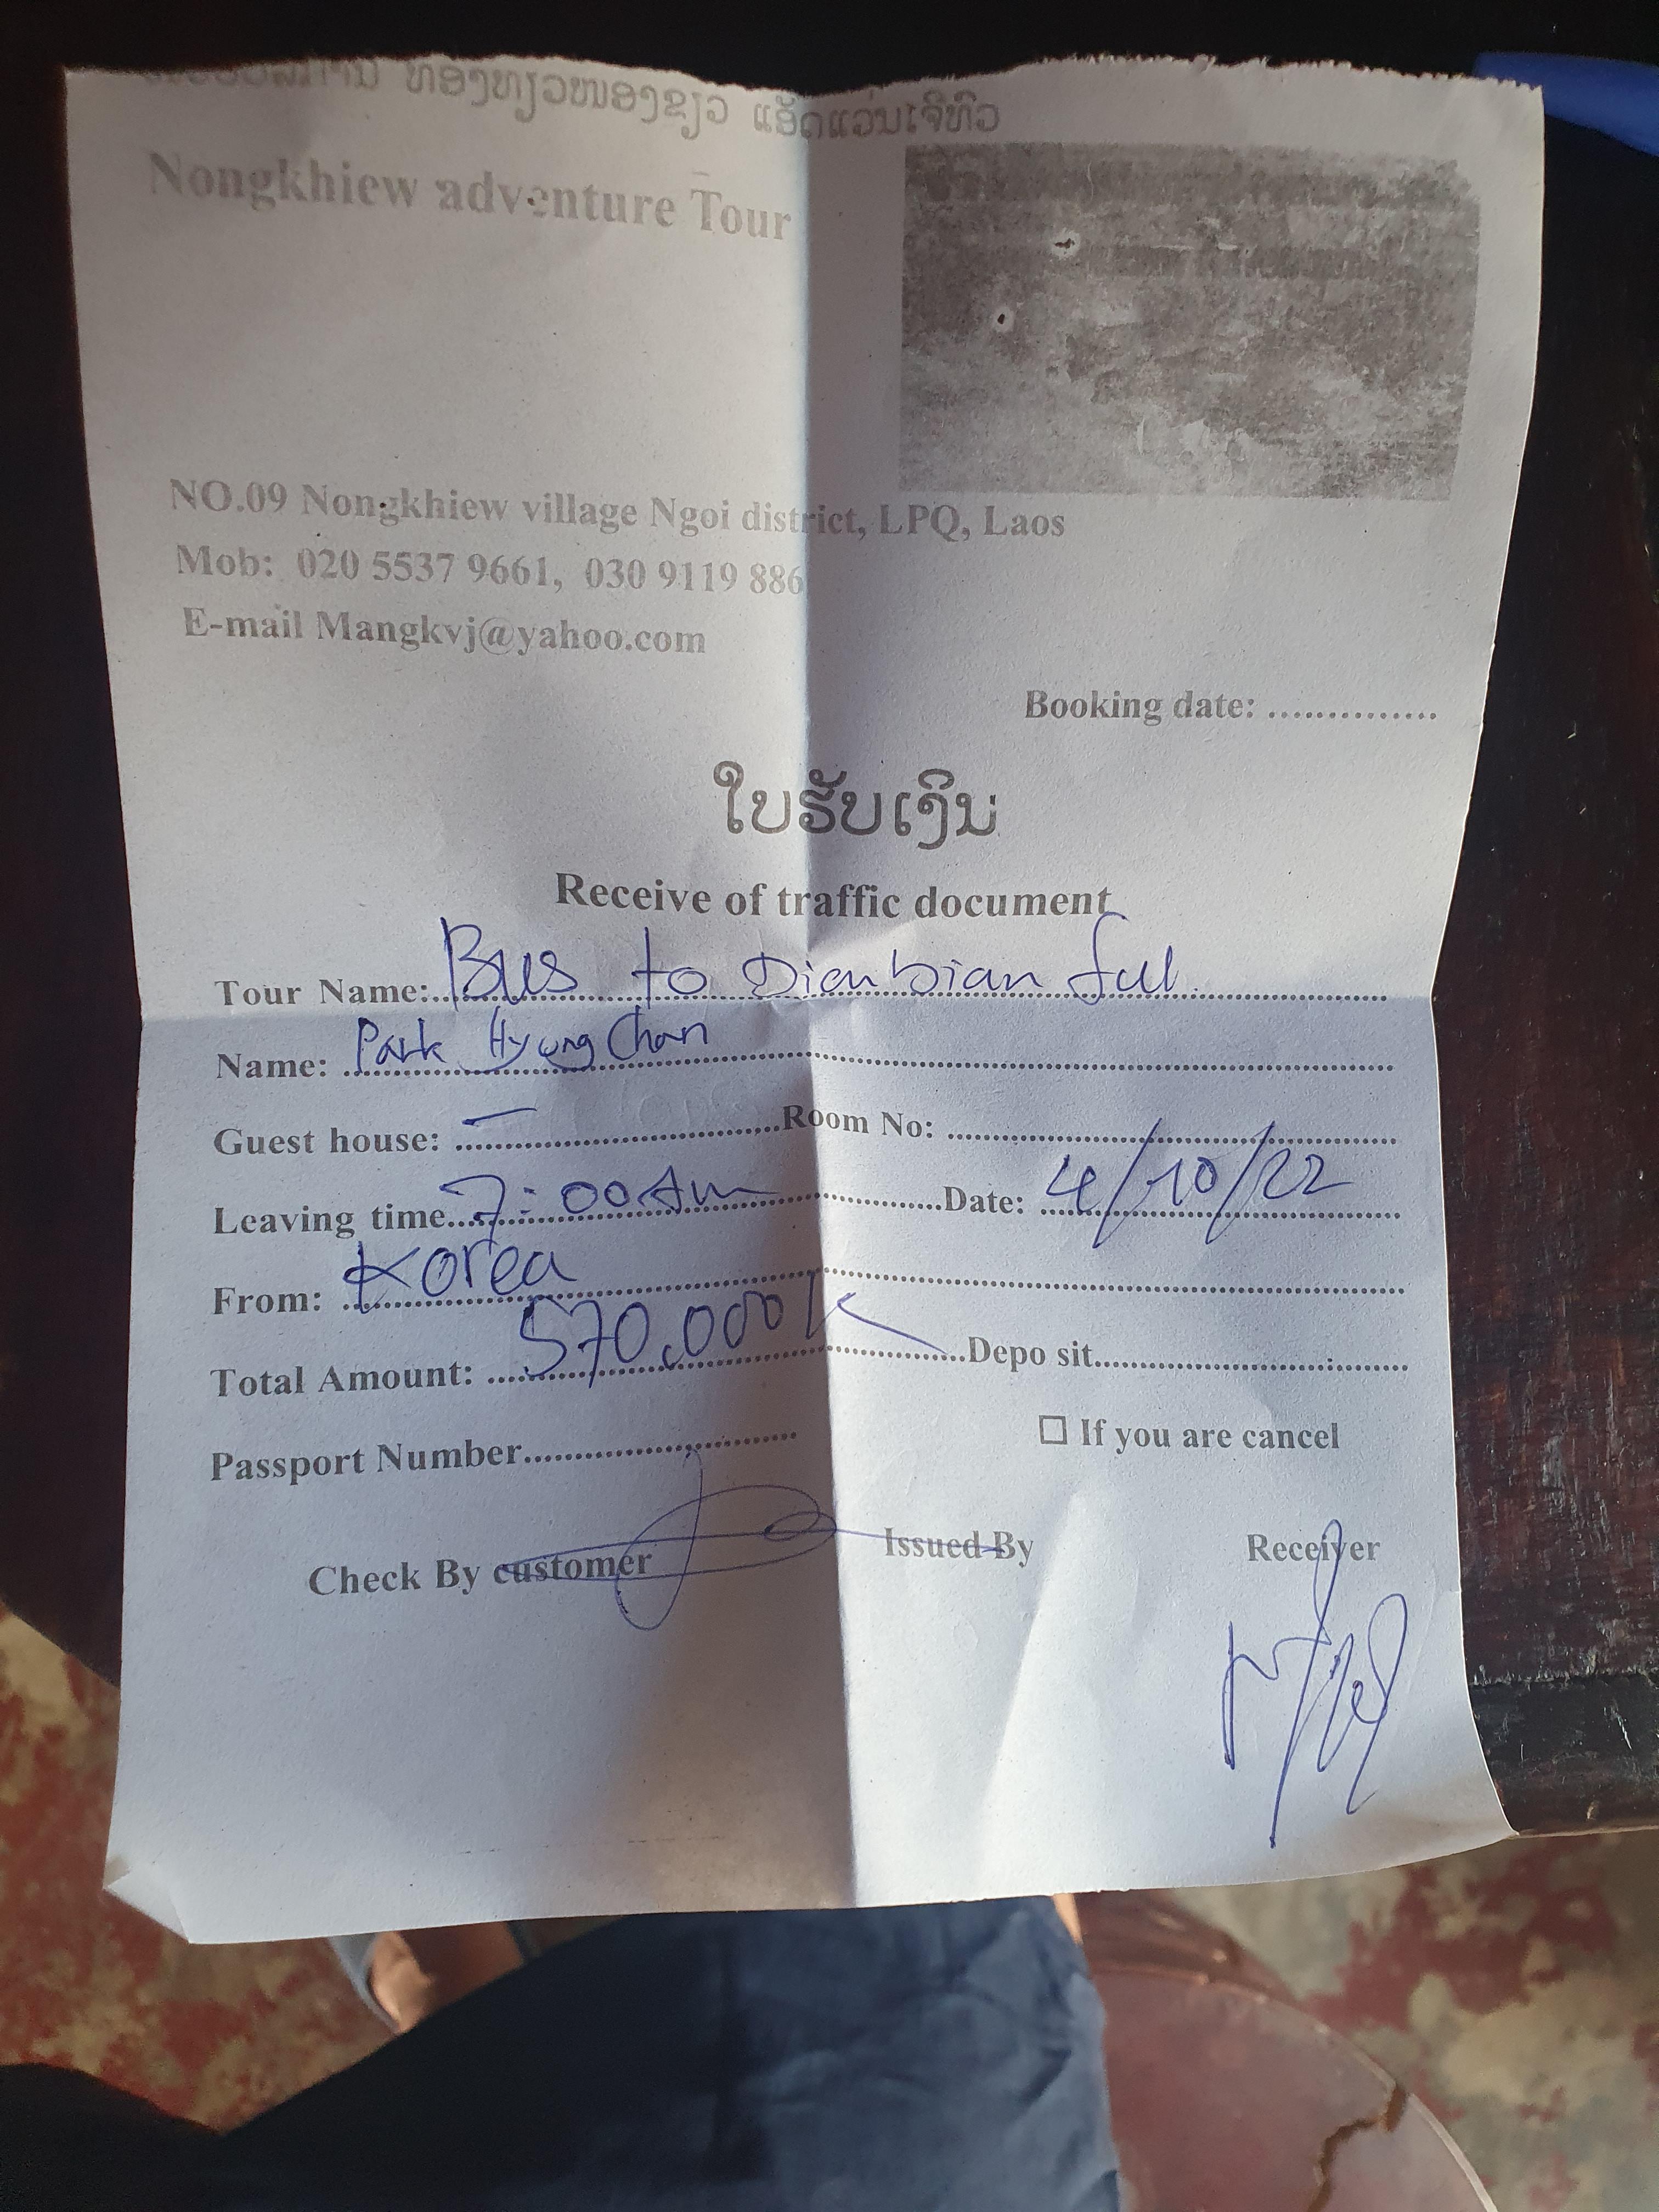 ທ່ອງທ່ຽວໜອງຂຽວ ແອັດແວ່ນເຈີທົວ
Nongkhiew adventure Tour
NO.09 Nongkhiew village Ngoi district, LPQ, Laos
Mob: 020 5537 9661, 030 9119 886
E-mail Mangkvj@yahoo.com
Booking date: ..............
ໃບຮັບເງິນ
Receive of traffic document
Tour Name: Bus to Dien bian ful
Name: Park Hyung Chan
Guest house: — Room No:
Leaving time 7:00 Am Date: 4/10/22
From: Korea
Total Amount: 570,000 K Depo sit
Passport Number
☐ If you are cancel
Check By customer Issued By Receiver